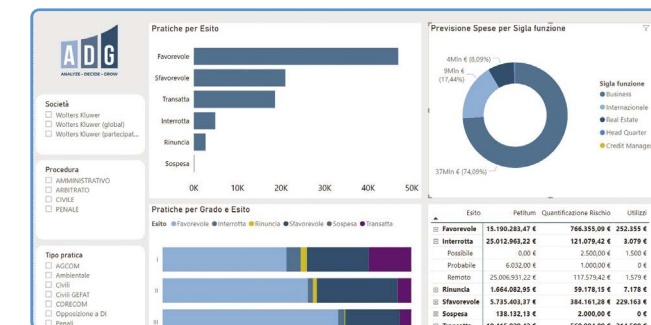 ADG
ANALYZE - DECIDE - GROW
Società
Wolters Kluwer
Wolters Kluwer (global)
Wolters Kluwer (partecipat...
Procedura
AMMINISTRATIVO
ARBITRATO
CIVILE
PENALE
Tipo pratica
AGCOM
Ambientale
Civili
Civili GEFAT
CORECOM
Opposizione a DI
Penali
Pratiche per Esito
Favorevole
Sfavorevole
Transatta
Interrotta
Rinuncia
Sospesa
0K 10K 20K 30K 40K 50K
Pratiche per Grado e Esito
Esito Favorevole Interrotta Rinuncia Sfavorevole Sospesa Transatta
I
II
III
Previsione Spese per Sigla funzione
4Mln € (8,09%)
9Mln €
(17,44%)
37Mln € (74,09%)
Sigla funzione
Business
Internazionale
Real Estate
Head Quarter
Credit Manage
Esito Petitum Quantificazione Rischio Utilizzi
Favorevole 15.190.283,47 € 766.355,09 € 252.355 €
Interrotta 25.012.963,22 € 121.079,42 € 3.079 €
Possibile 0,00 € 2.500,00 € 1.500 €
Probabile 6.032,00 € 1.000,00 € 0 €
Remoto 25.006.931,22 € 117.579,42 € 1.579 €
Rinuncia 1.664.082,95 € 59.178,15 € 7.178 €
Sfavorevole 5.735.403,37 € 384.161,28 € 229.163 €
Sospesa 138.132,13 € 2.000,00 € 0 €